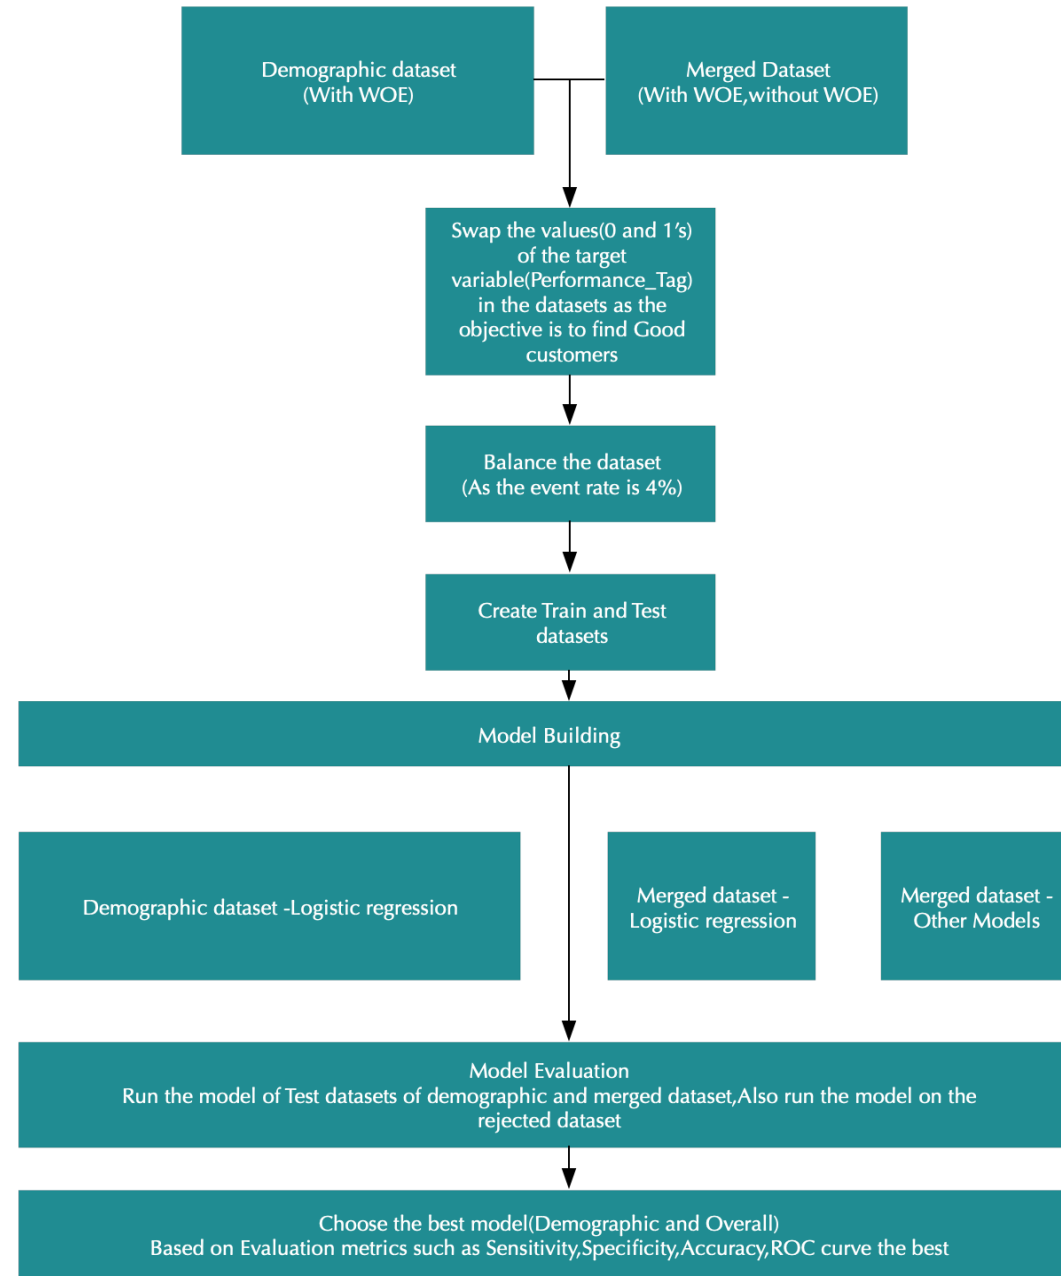 Demographic dataset
(With WOE)
Merged Dataset
(With WOE,without WOE)
Swap the values(0 and 1's)
of the target
variable(Performance_Tag)
in the datasets as the
objective is to find Good
customers
Balance the dataset
(As the event rate is 4%)
Create Train and Test
datasets
Model Building
Demographic dataset -Logistic regression
Merged dataset -
Logistic regression
Merged dataset -
Other Models
Model Evaluation
Run the model of Test datasets of demographic and merged dataset,Also run the model on the
rejected dataset
Choose the best model(Demographic and Overall)
Based on Evaluation metrics such as Sensitivity,Specificity,Accuracy,ROC curve the best